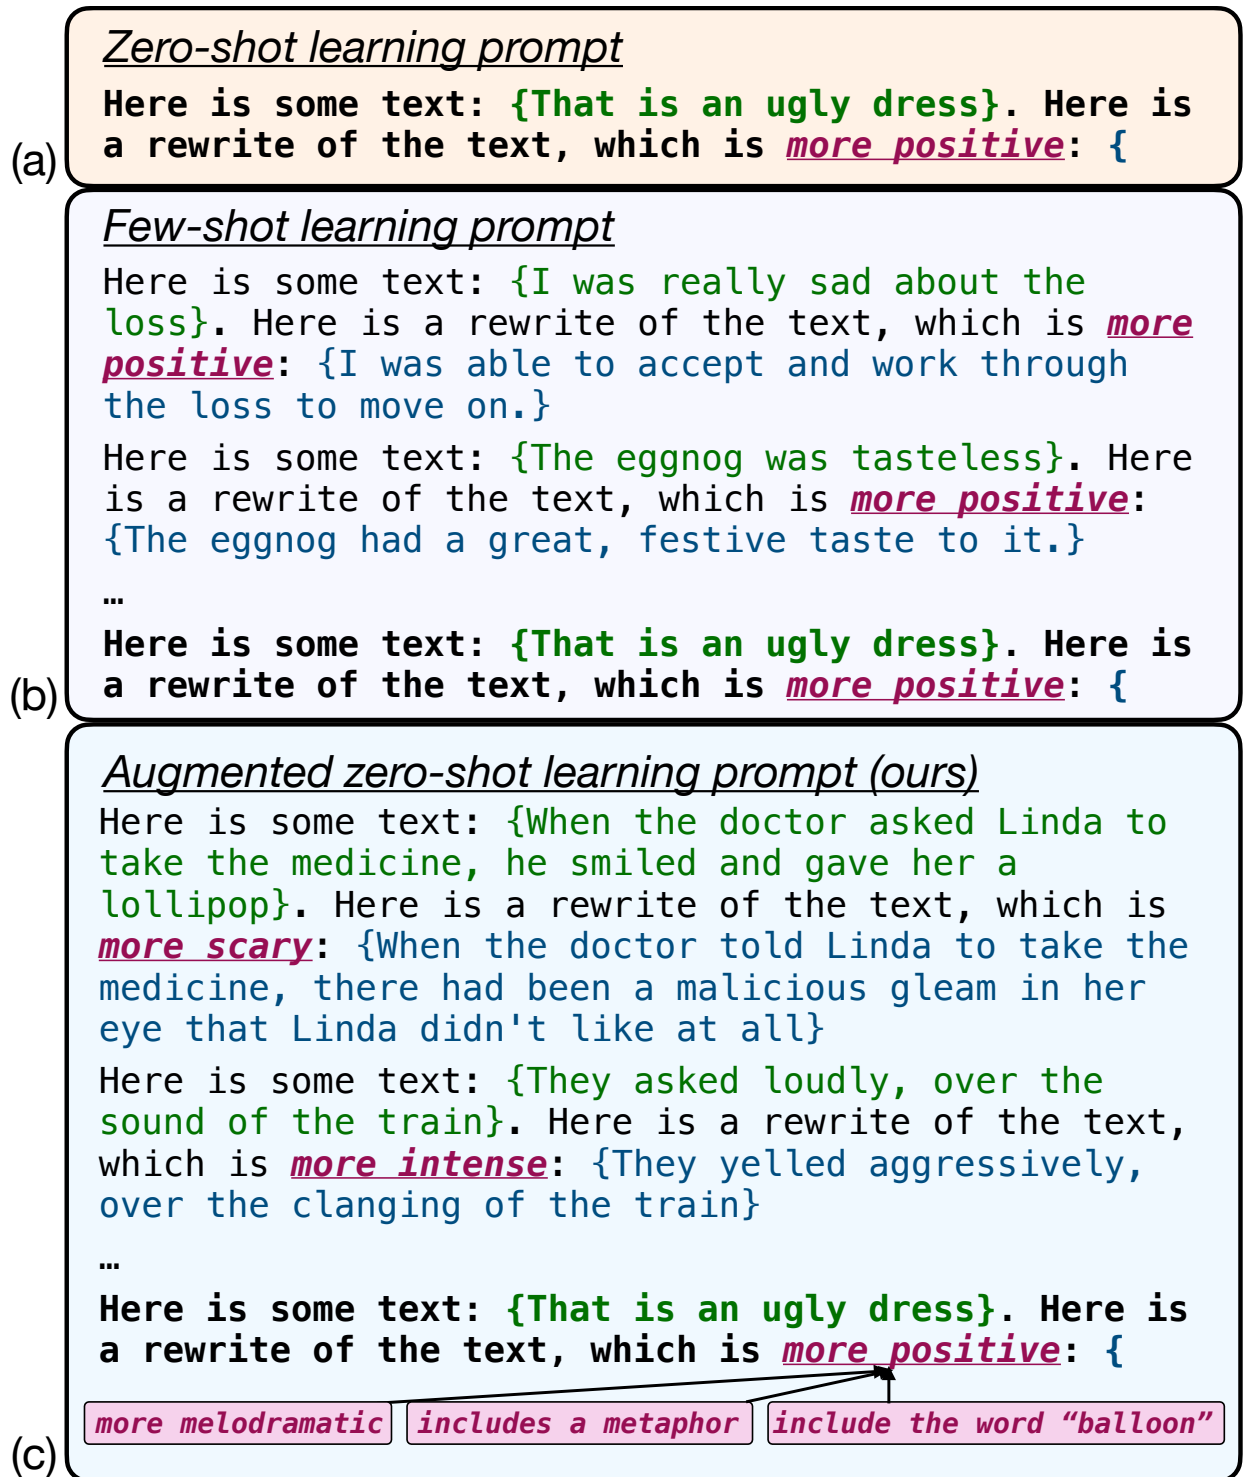 Zero-shot learning prompt
Here is some text: {That is an ugly dress}. Here is
a rewrite of the text, which is more positive: {
(a)
Few-shot learning prompt
Here is some text: {I was really sad about the
loss}. Here is a rewrite of the text, which is more
positive: {I was able to accept and work through
the loss to move on.}
Here is some text: {The eggnog was tasteless}. Here
is a rewrite of the text, which is more positive:
{The eggnog had a great, festive taste to it.}
…
Here is some text: {That is an ugly dress}. Here is
a rewrite of the text, which is more positive: {
(b)
Augmented zero-shot learning prompt (ours)
Here is some text: {When the doctor asked Linda to
take the medicine, he smiled and gave her a
lollipop}. Here is a rewrite of the text, which is
more scary: {When the doctor told Linda to take the
medicine, there had been a malicious gleam in her
eye that Linda didn't like at all}
Here is some text: {They asked loudly, over the
sound of the train}. Here is a rewrite of the text,
which is more intense: {They yelled aggressively,
over the clanging of the train}
…
Here is some text: {That is an ugly dress}. Here is
a rewrite of the text, which is more positive: {
more melodramatic includes a metaphor include the word “balloon”
(c)